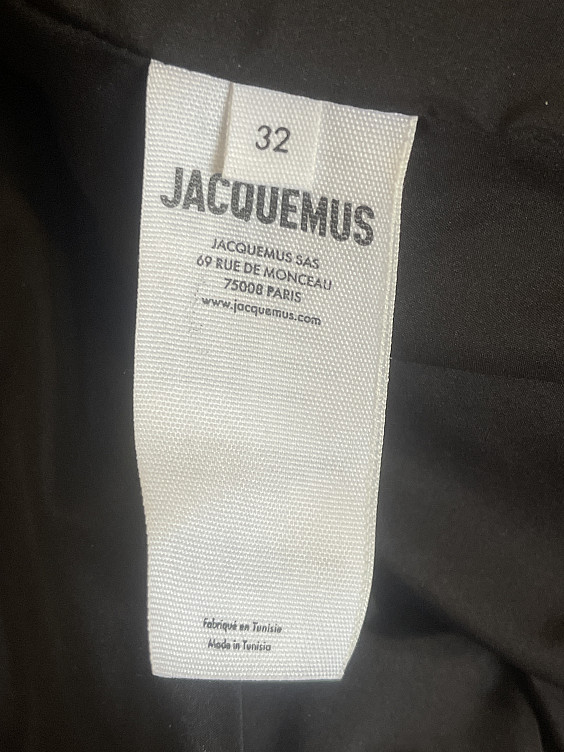 32
JACQUEMUS
JACQUEMUS SAS
69 RUE DE MONCEAU
75008 PARIS
www.jacquemus.com
Fabriqué en Tunisie
Made in Tunisia